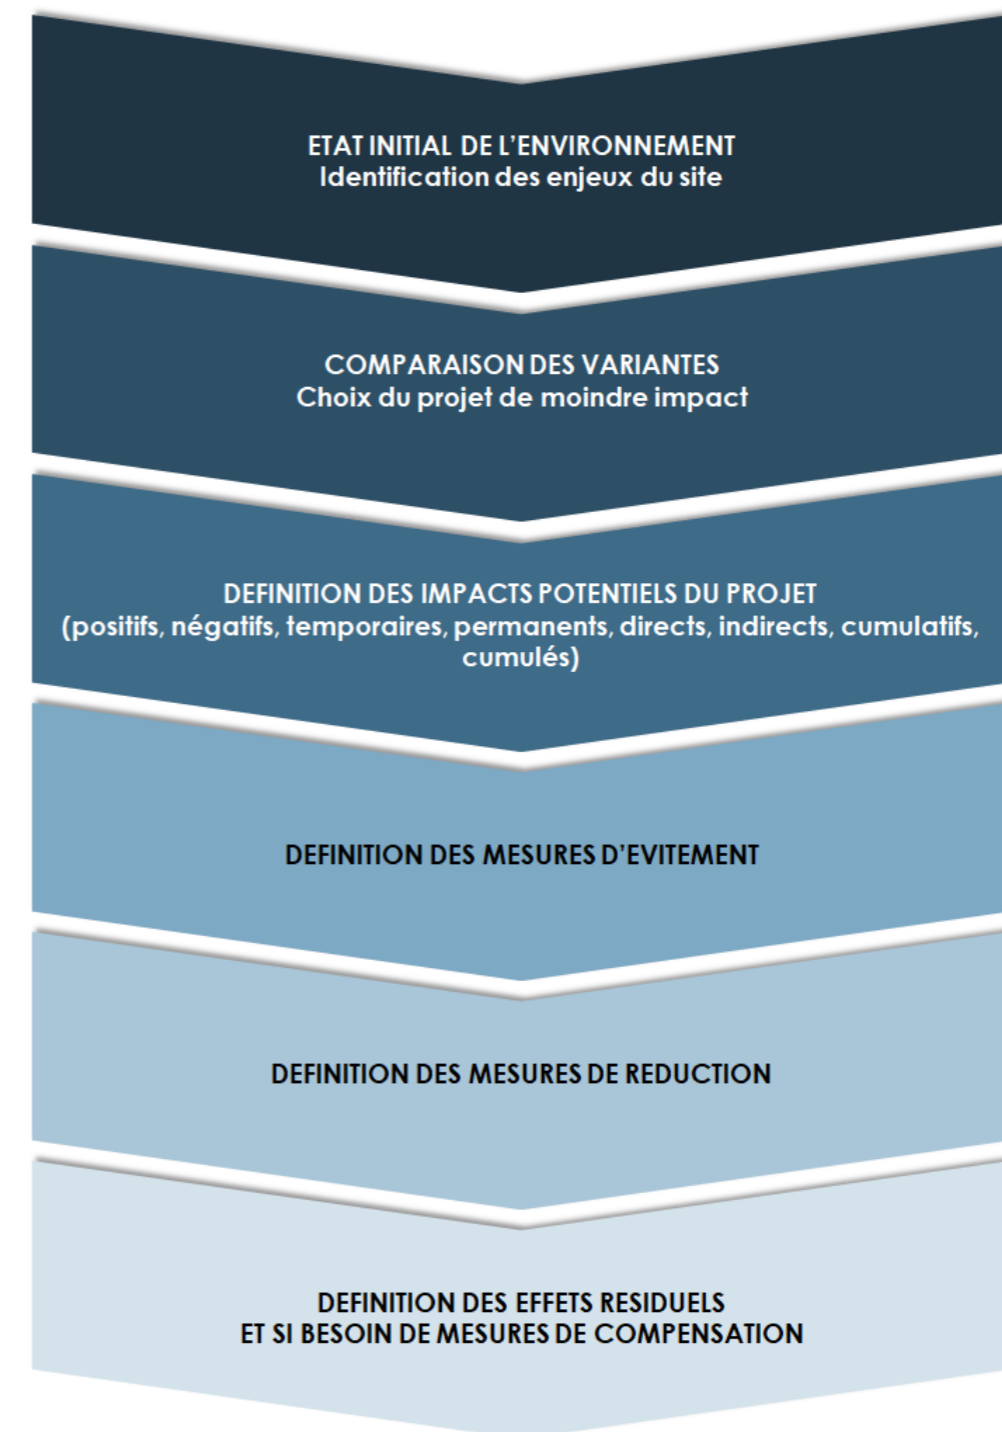 ETAT INITIAL DE L'ENVIRONNEMENT
Identification des enjeux du site
COMPARAISON DES VARIANTES
Choix du projet de moindre impact
DEFINITION DES IMPACTS POTENTIELS DU PROJET
(positifs, négatifs, temporaires, permanents, directs, indirects, cumulatifs,
cumulés)
DEFINITION DES MESURES D'EVITEMENT
DEFINITION DES MESURES DE REDUCTION
DEFINITION DES EFFETS RESIDUELS
ET SI BESOIN DE MESURES DE COMPENSATION